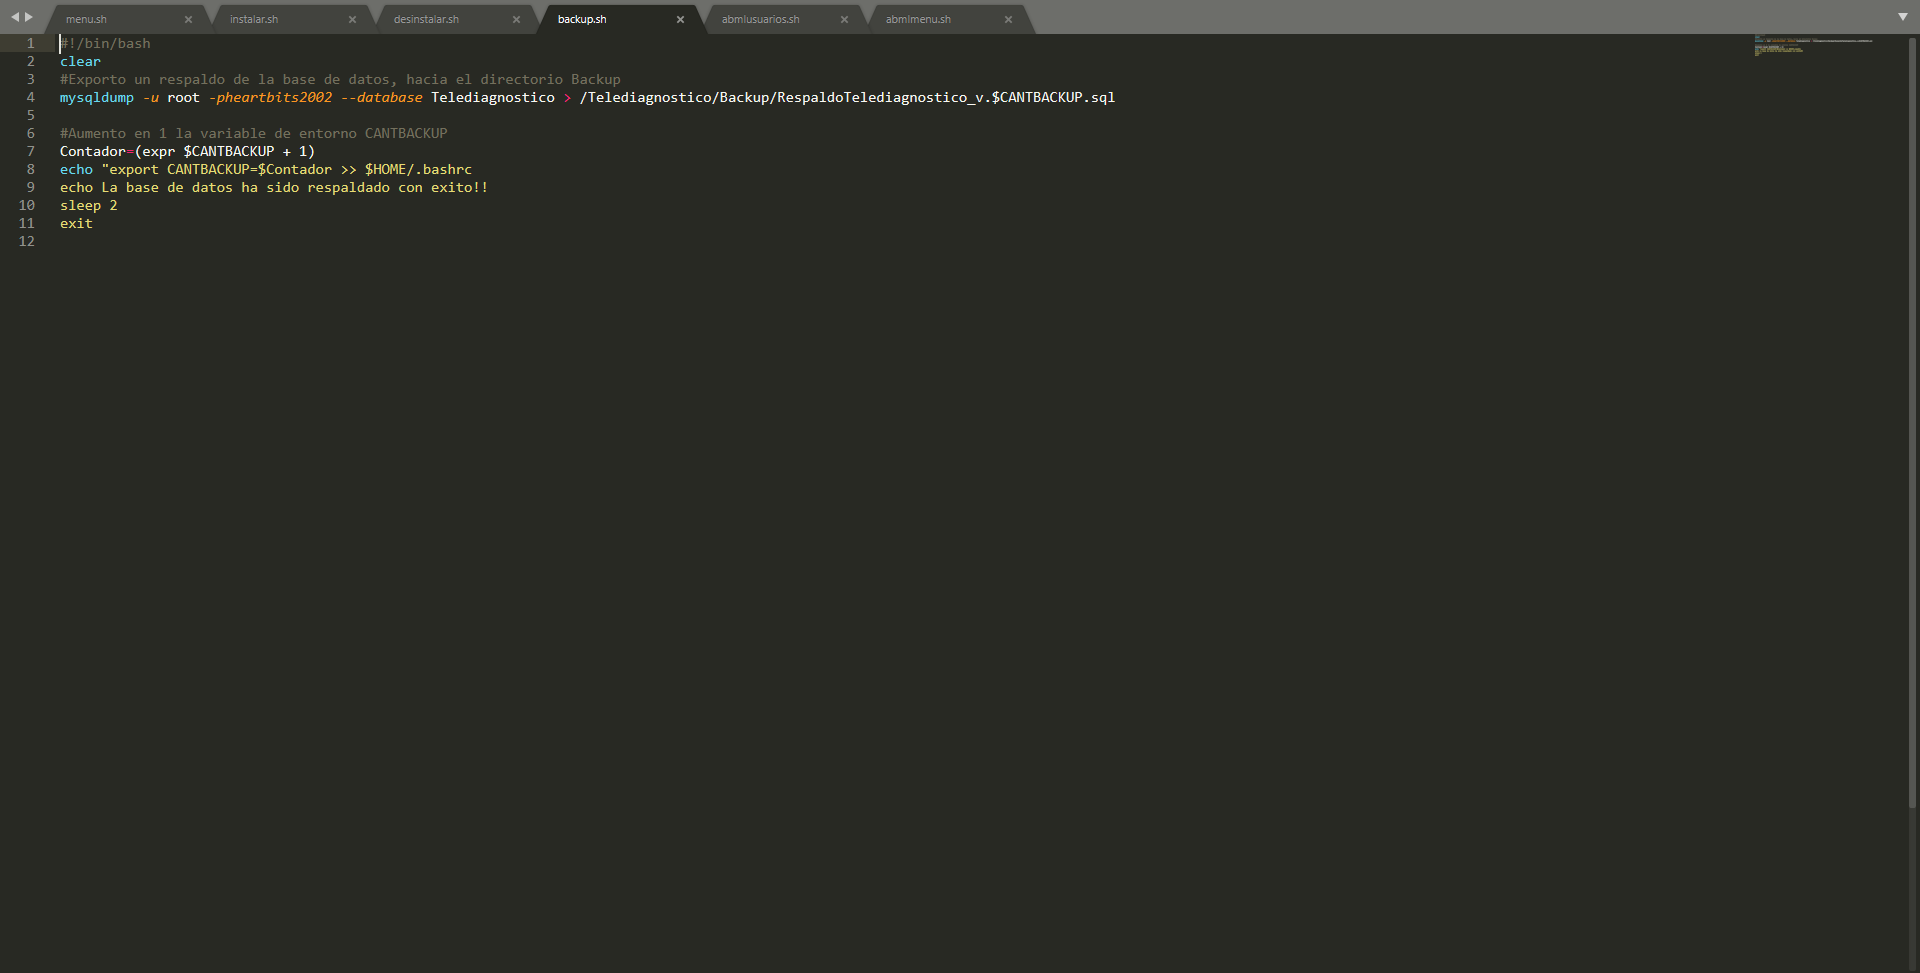 menu.sh × instalar.sh × desinstalar.sh × backup.sh × abmlusuarios.sh × abmlmenu.sh ×
1 #!/bin/bash
2 clear
3 #Exporto un respaldo de la base de datos, hacia el directorio Backup
4 mysqldump -u root -pheartbits2002 --database Telediagnostico > /Telediagnostico/Backup/RespaldoTelediagnostico_v.$CANTBACKUP.sql
5
6 #Aumento en 1 la variable de entorno CANTBACKUP
7 Contador=(expr $CANTBACKUP + 1)
8 echo "export CANTBACKUP=$Contador >> $HOME/.bashrc
9 echo La base de datos ha sido respaldado con exito!!
10 sleep 2
11 exit
12